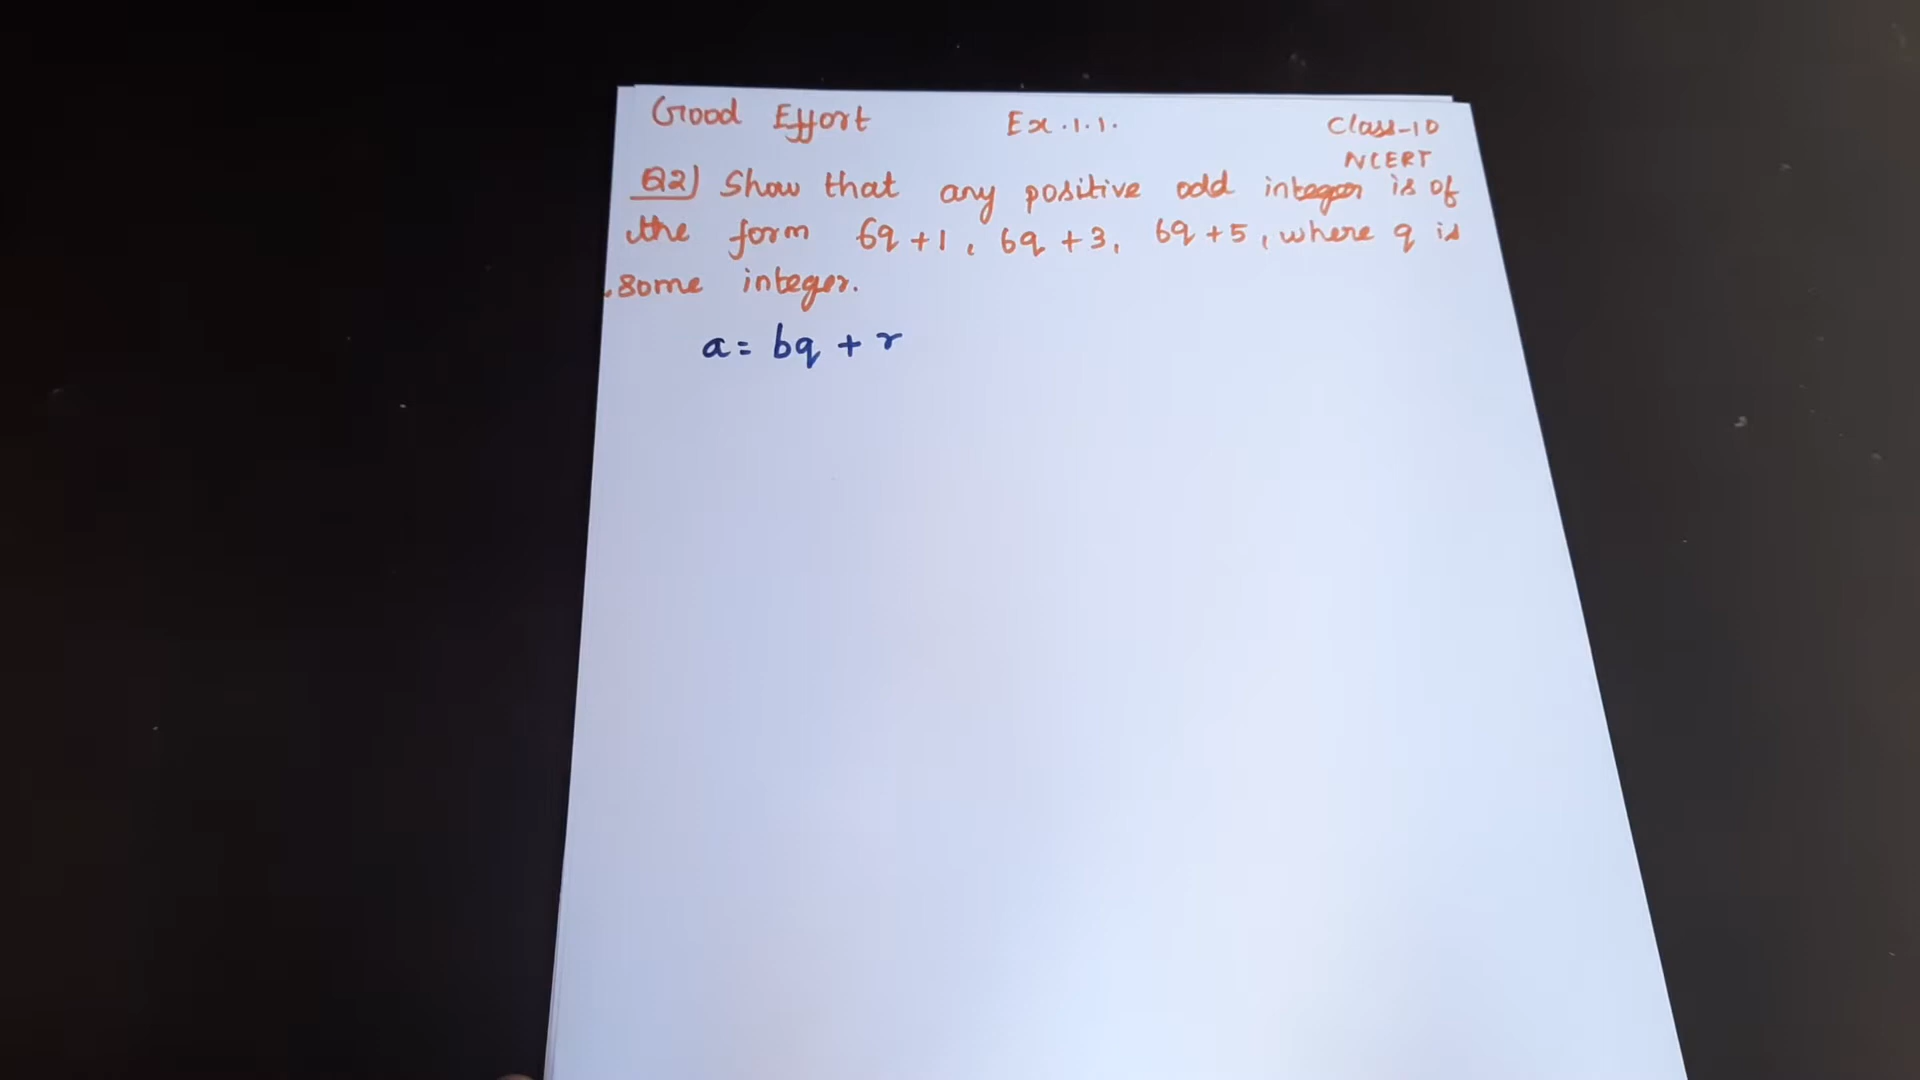 Good Effort Ex.1.1. Class-10
NCERT
Q2) Show that any positive odd integer is of
the form 6q+1, 6q+3, 6q+5, where q is
some integer.
a = bq + r